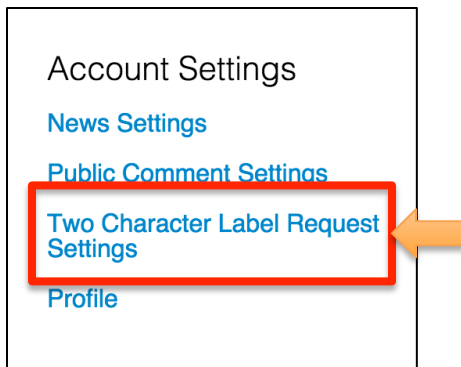 Account Settings
News Settings
Public Comment Settings
Two Character Label Request
Settings
Profile